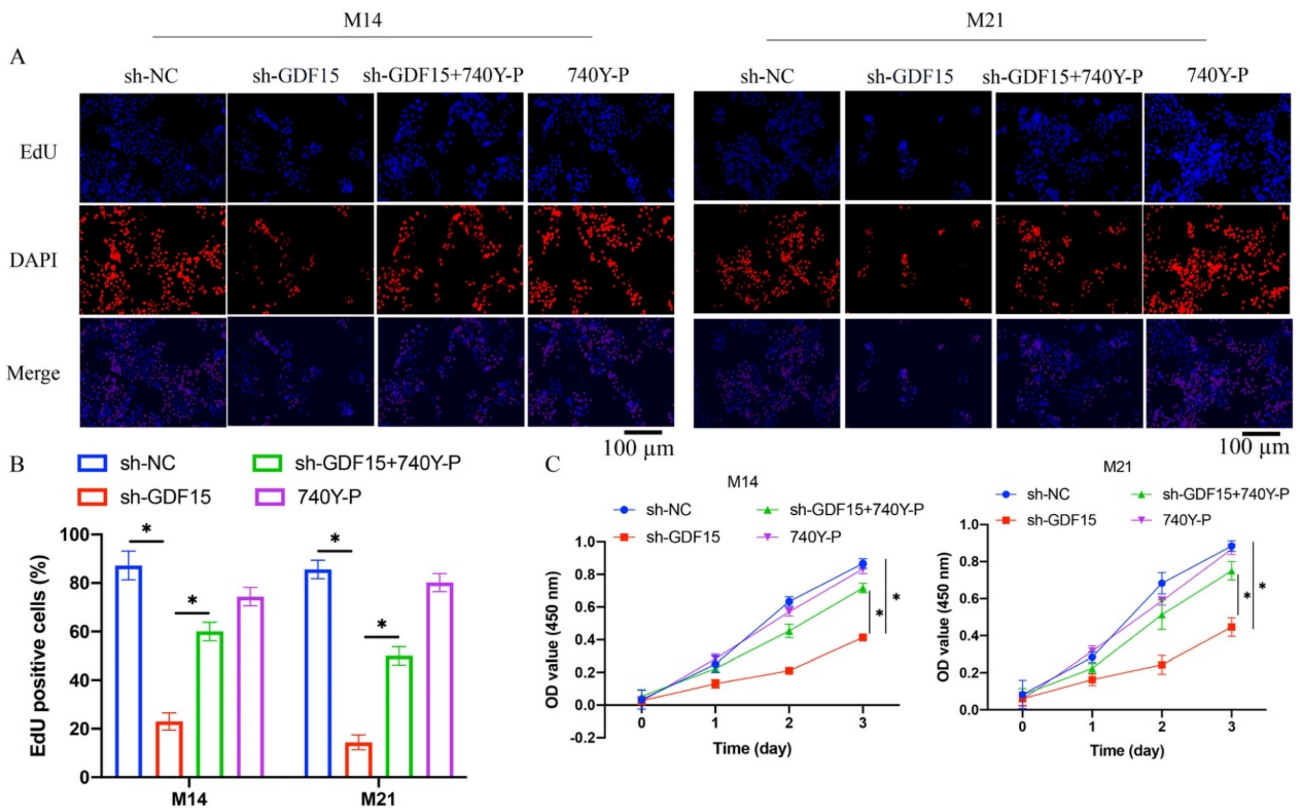 M14 M21
A
sh-NC sh-GDF15 sh-GDF15+740Y-P 740Y-P sh-NC sh-GDF15 sh-GDF15+740Y-P 740Y-P
EdU
DAPI
Merge
100 µm 100 µm
B
sh-NC sh-GDF15+740Y-P
sh-GDF15 740Y-P
EdU positive cells (%)
100
80
60
40
20
0
* * * *
M14 M21
C
M14
sh-NC sh-GDF15+740Y-P
sh-GDF15 740Y-P
OD value (450 nm)
1.0
0.8
0.6
0.4
0.2
0.0
-0.2
* *
0 1 2 3
Time (day)
M21
sh-NC sh-GDF15+740Y-P
sh-GDF15 740Y-P
OD value (450 nm)
1.0
0.8
0.6
0.4
0.2
0.0
* *
0 1 2 3
Time (day)